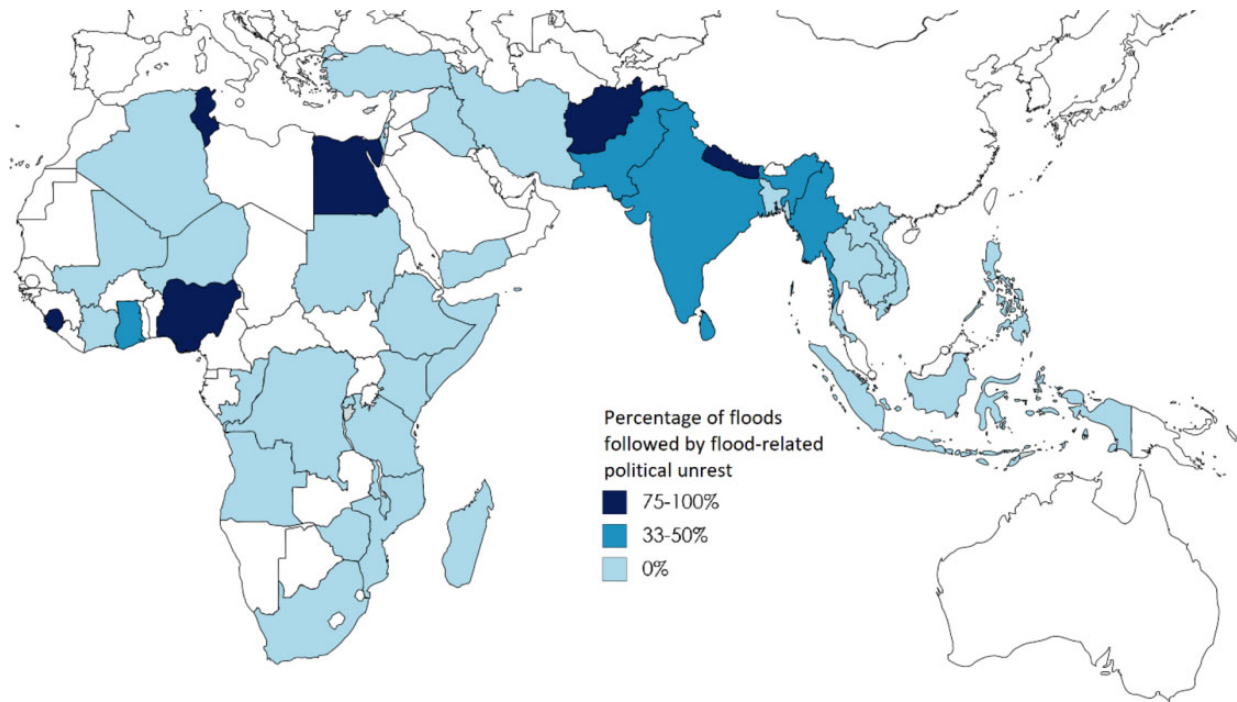 Percentage of floods
followed by flood-related
political unrest
75-100%
33-50%
0%